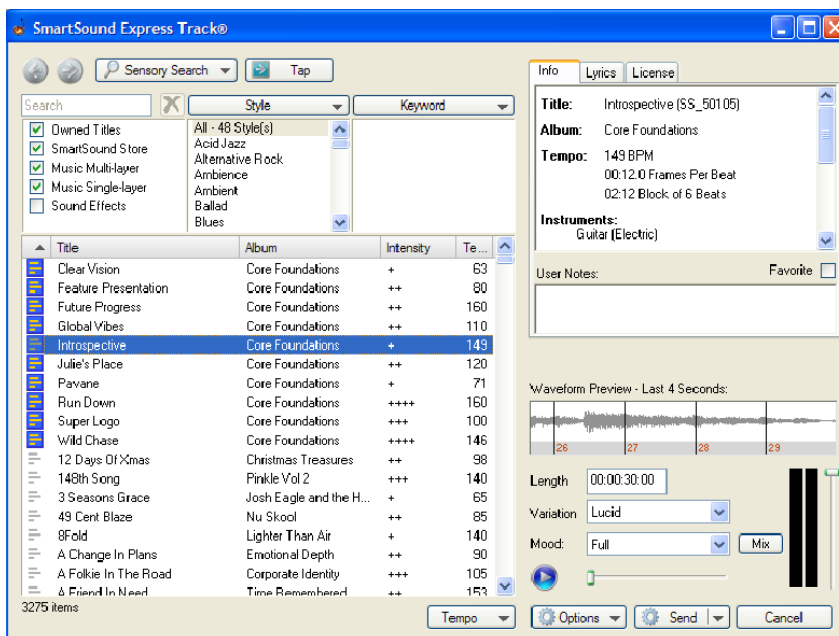 SmartSound Express Track®
Sensory Search
Tap
Search
Style
Keyword
Owned Titles
SmartSound Store
Music Multi-layer
Music Single-layer
Sound Effects
All - 48 Style(s)
Acid Jazz
Alternative Rock
Ambience
Ambient
Ballad
Blues
Title Album Intensity Te...
Clear Vision Core Foundations + 63
Feature Presentation Core Foundations ++ 80
Future Progress Core Foundations ++ 160
Global Vibes Core Foundations ++ 110
Introspective Core Foundations + 149
Julie's Place Core Foundations ++ 120
Pavane Core Foundations + 71
Run Down Core Foundations ++++ 160
Super Logo Core Foundations +++ 100
Wild Chase Core Foundations ++++ 146
12 Days Of Xmas Christmas Treasures ++ 98
148th Song Pinkle Vol 2 +++ 140
3 Seasons Grace Josh Eagle and the H... + 65
49 Cent Blaze Nu Skool ++ 85
8Fold Lighter Than Air + 140
A Change In Plans Emotional Depth ++ 90
A Folkie In The Road Corporate Identity +++ 105
A Friend In Need Time Remembered ++ 153
3275 items
Tempo
Info Lyrics License
Title: Introspective (SS_50105)
Album: Core Foundations
Tempo: 149 BPM
00:12.0 Frames Per Beat
02:12 Block of 6 Beats
Instruments:
Guitar (Electric)
User Notes: Favorite
Waveform Preview - Last 4 Seconds:
26 27 28 29
Length 00:00:30:00
Variation Lucid
Mood: Full Mix
Options Send Cancel